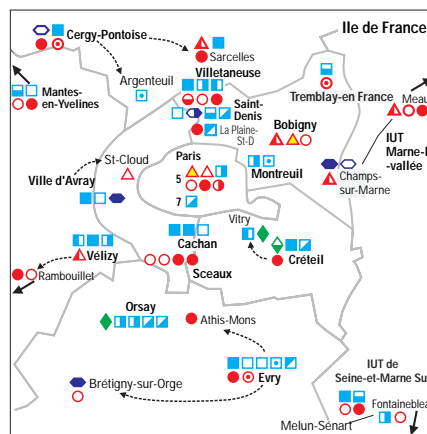 Ile de France
Cergy-Pontoise
Sarcelles
Argenteuil
Villetaneuse
Mantes-
en-Yvelines
Saint-
Denis
La Plaine-
St-D
Tremblay-en France
Meau
Bobigny
IUT
Marne-l
-vallée
St-Cloud
Paris
5
7
Montreuil
Champs-
sur-Marne
Ville d'Avray
Vitry
Cachan
Créteil
Vélizy
Rambouillet
Sceaux
Orsay
Athis-Mons
Evry
Brétigny-sur-Orge
IUT de
Seine-et-Marne Su
Fontaineblea
Melun-Sénart